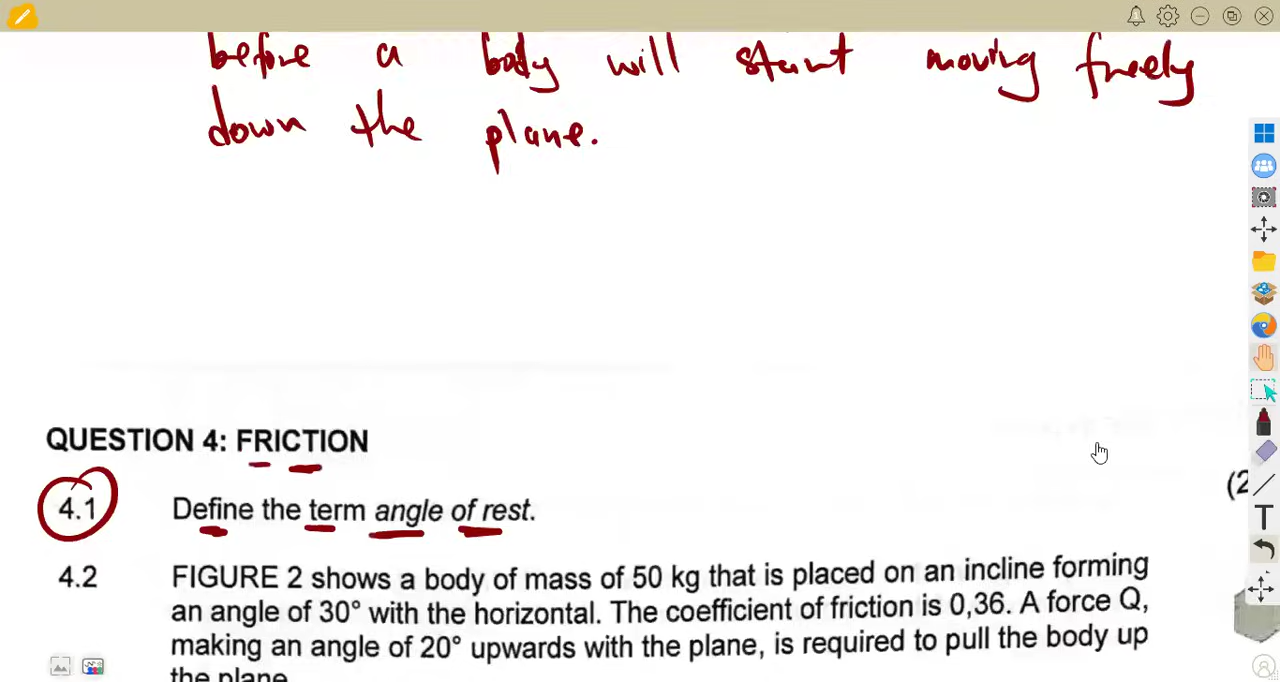 before a body will start moving freely
down the plane.
QUESTION 4: FRICTION
(2
4.1 Define the term angle of rest.
4.2 FIGURE 2 shows a body of mass of 50 kg that is placed on an incline forming
an angle of 30° with the horizontal. The coefficient of friction is 0,36. A force Q,
making an angle of 20° upwards with the plane, is required to pull the body up
the plane.
T